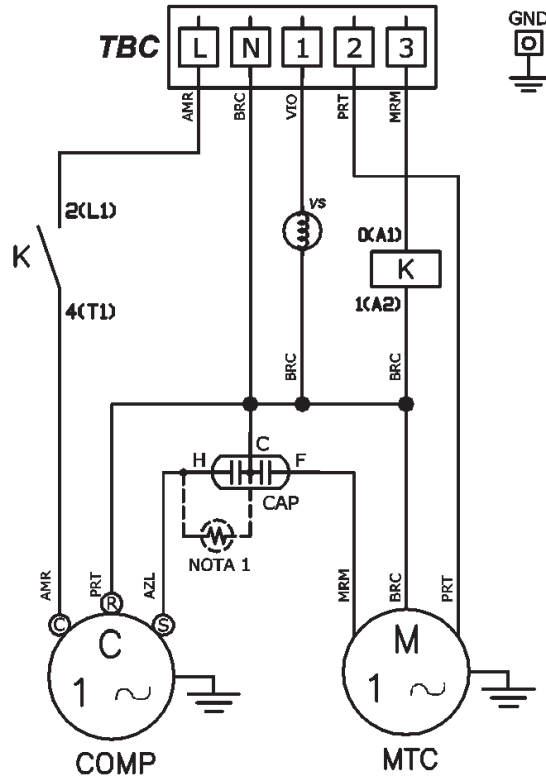 GND
TBC L N 1 2 3
AMR BRC VIO PRT MRM
2(L1)
vs
0(A1)
K
K
4(T1)
1(A2)
BRC BRC
C
H F
CAP
NOTA 1
AMR PRT AZL MRM BRC PRT
C R S
C M
1 1
COMP MTC